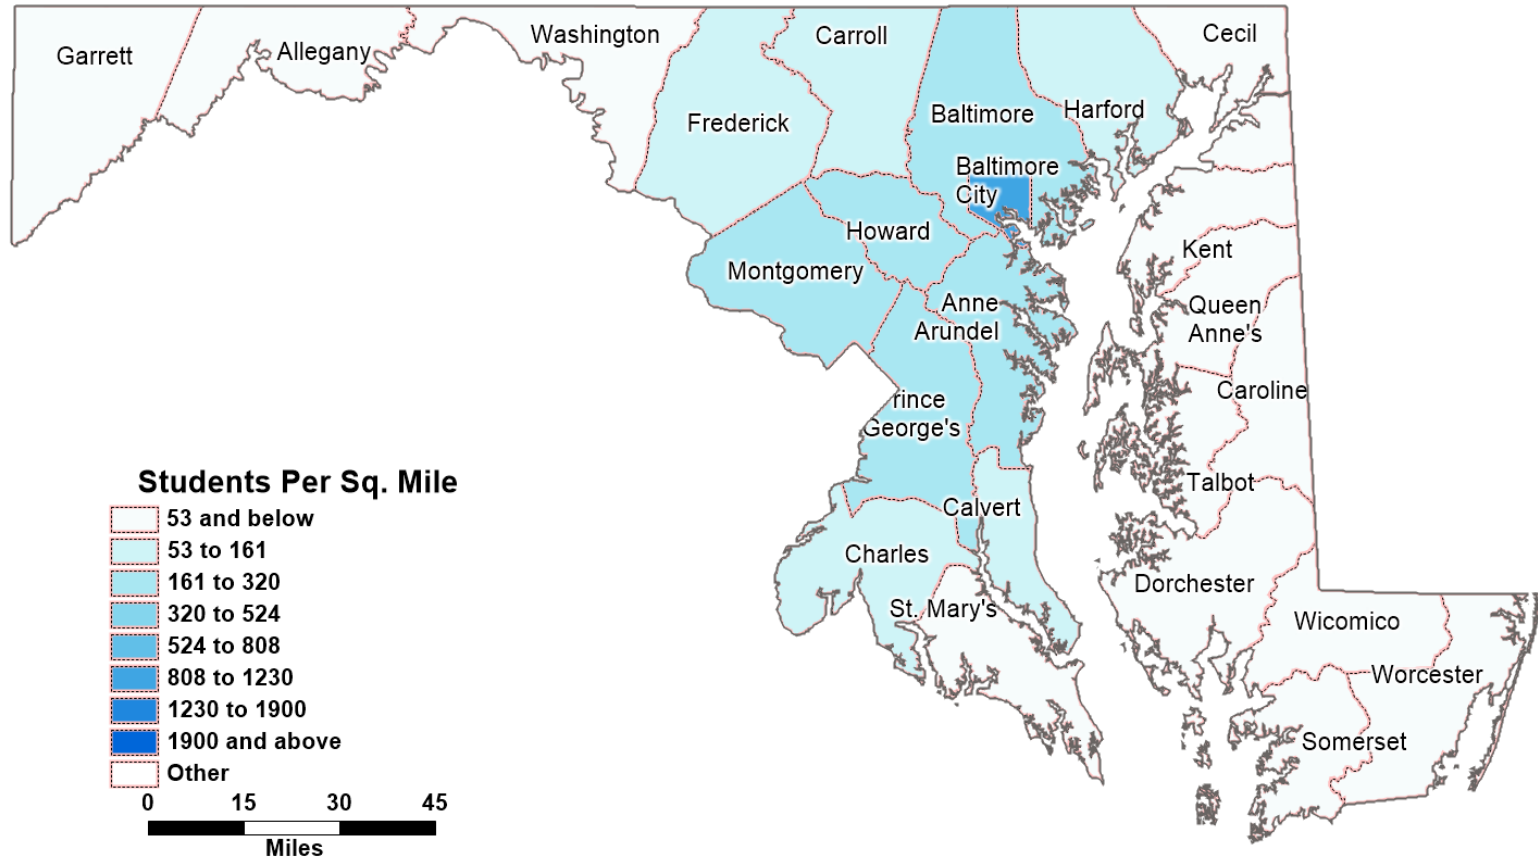 Garrett
Allegany
Washington
Frederick
Carroll
Baltimore
Harford
Cecil
Baltimore
City
Howard
Montgomery
Anne
Arundel
rince
George's
Kent
Queen
Anne's
Caroline
Talbot
Calvert
Charles
St. Mary's
Dorchester
Wicomico
Worcester
Somerset
Students Per Sq. Mile
53 and below
53 to 161
161 to 320
320 to 524
524 to 808
808 to 1230
1230 to 1900
1900 and above
Other
0 15 30 45
Miles